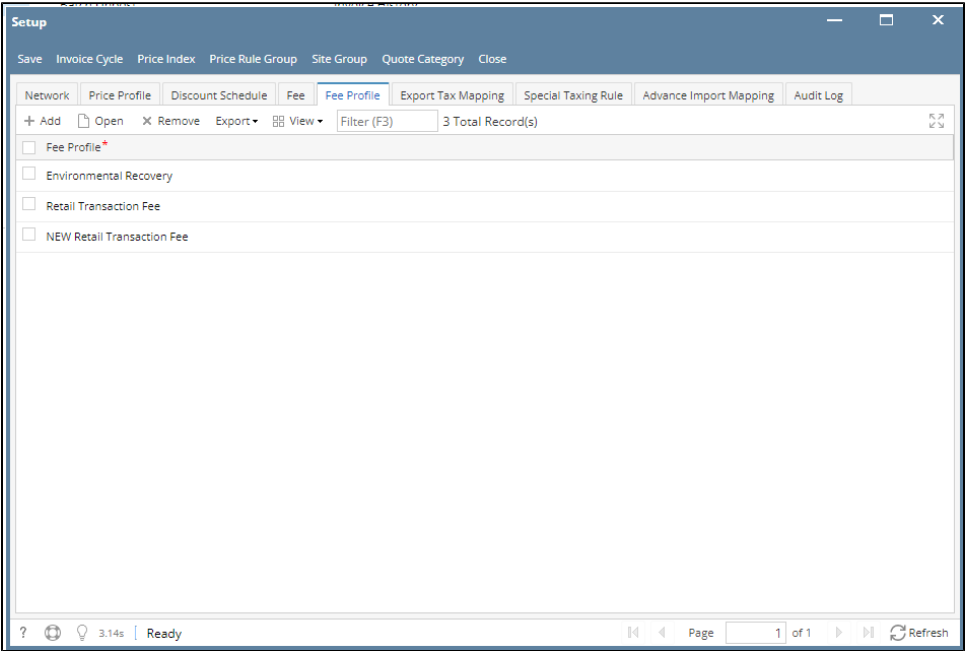 Setup
Save Invoice Cycle Price Index Price Rule Group Site Group Quote Category Close
Network Price Profile Discount Schedule Fee Fee Profile Export Tax Mapping Special Taxing Rule Advance Import Mapping Audit Log
+ Add Open X Remove Export View Filter (F3) 3 Total Record(s)
Fee Profile*
Environmental Recovery
Retail Transaction Fee
NEW Retail Transaction Fee
? 3.14s Ready Page 1 of 1 Refresh